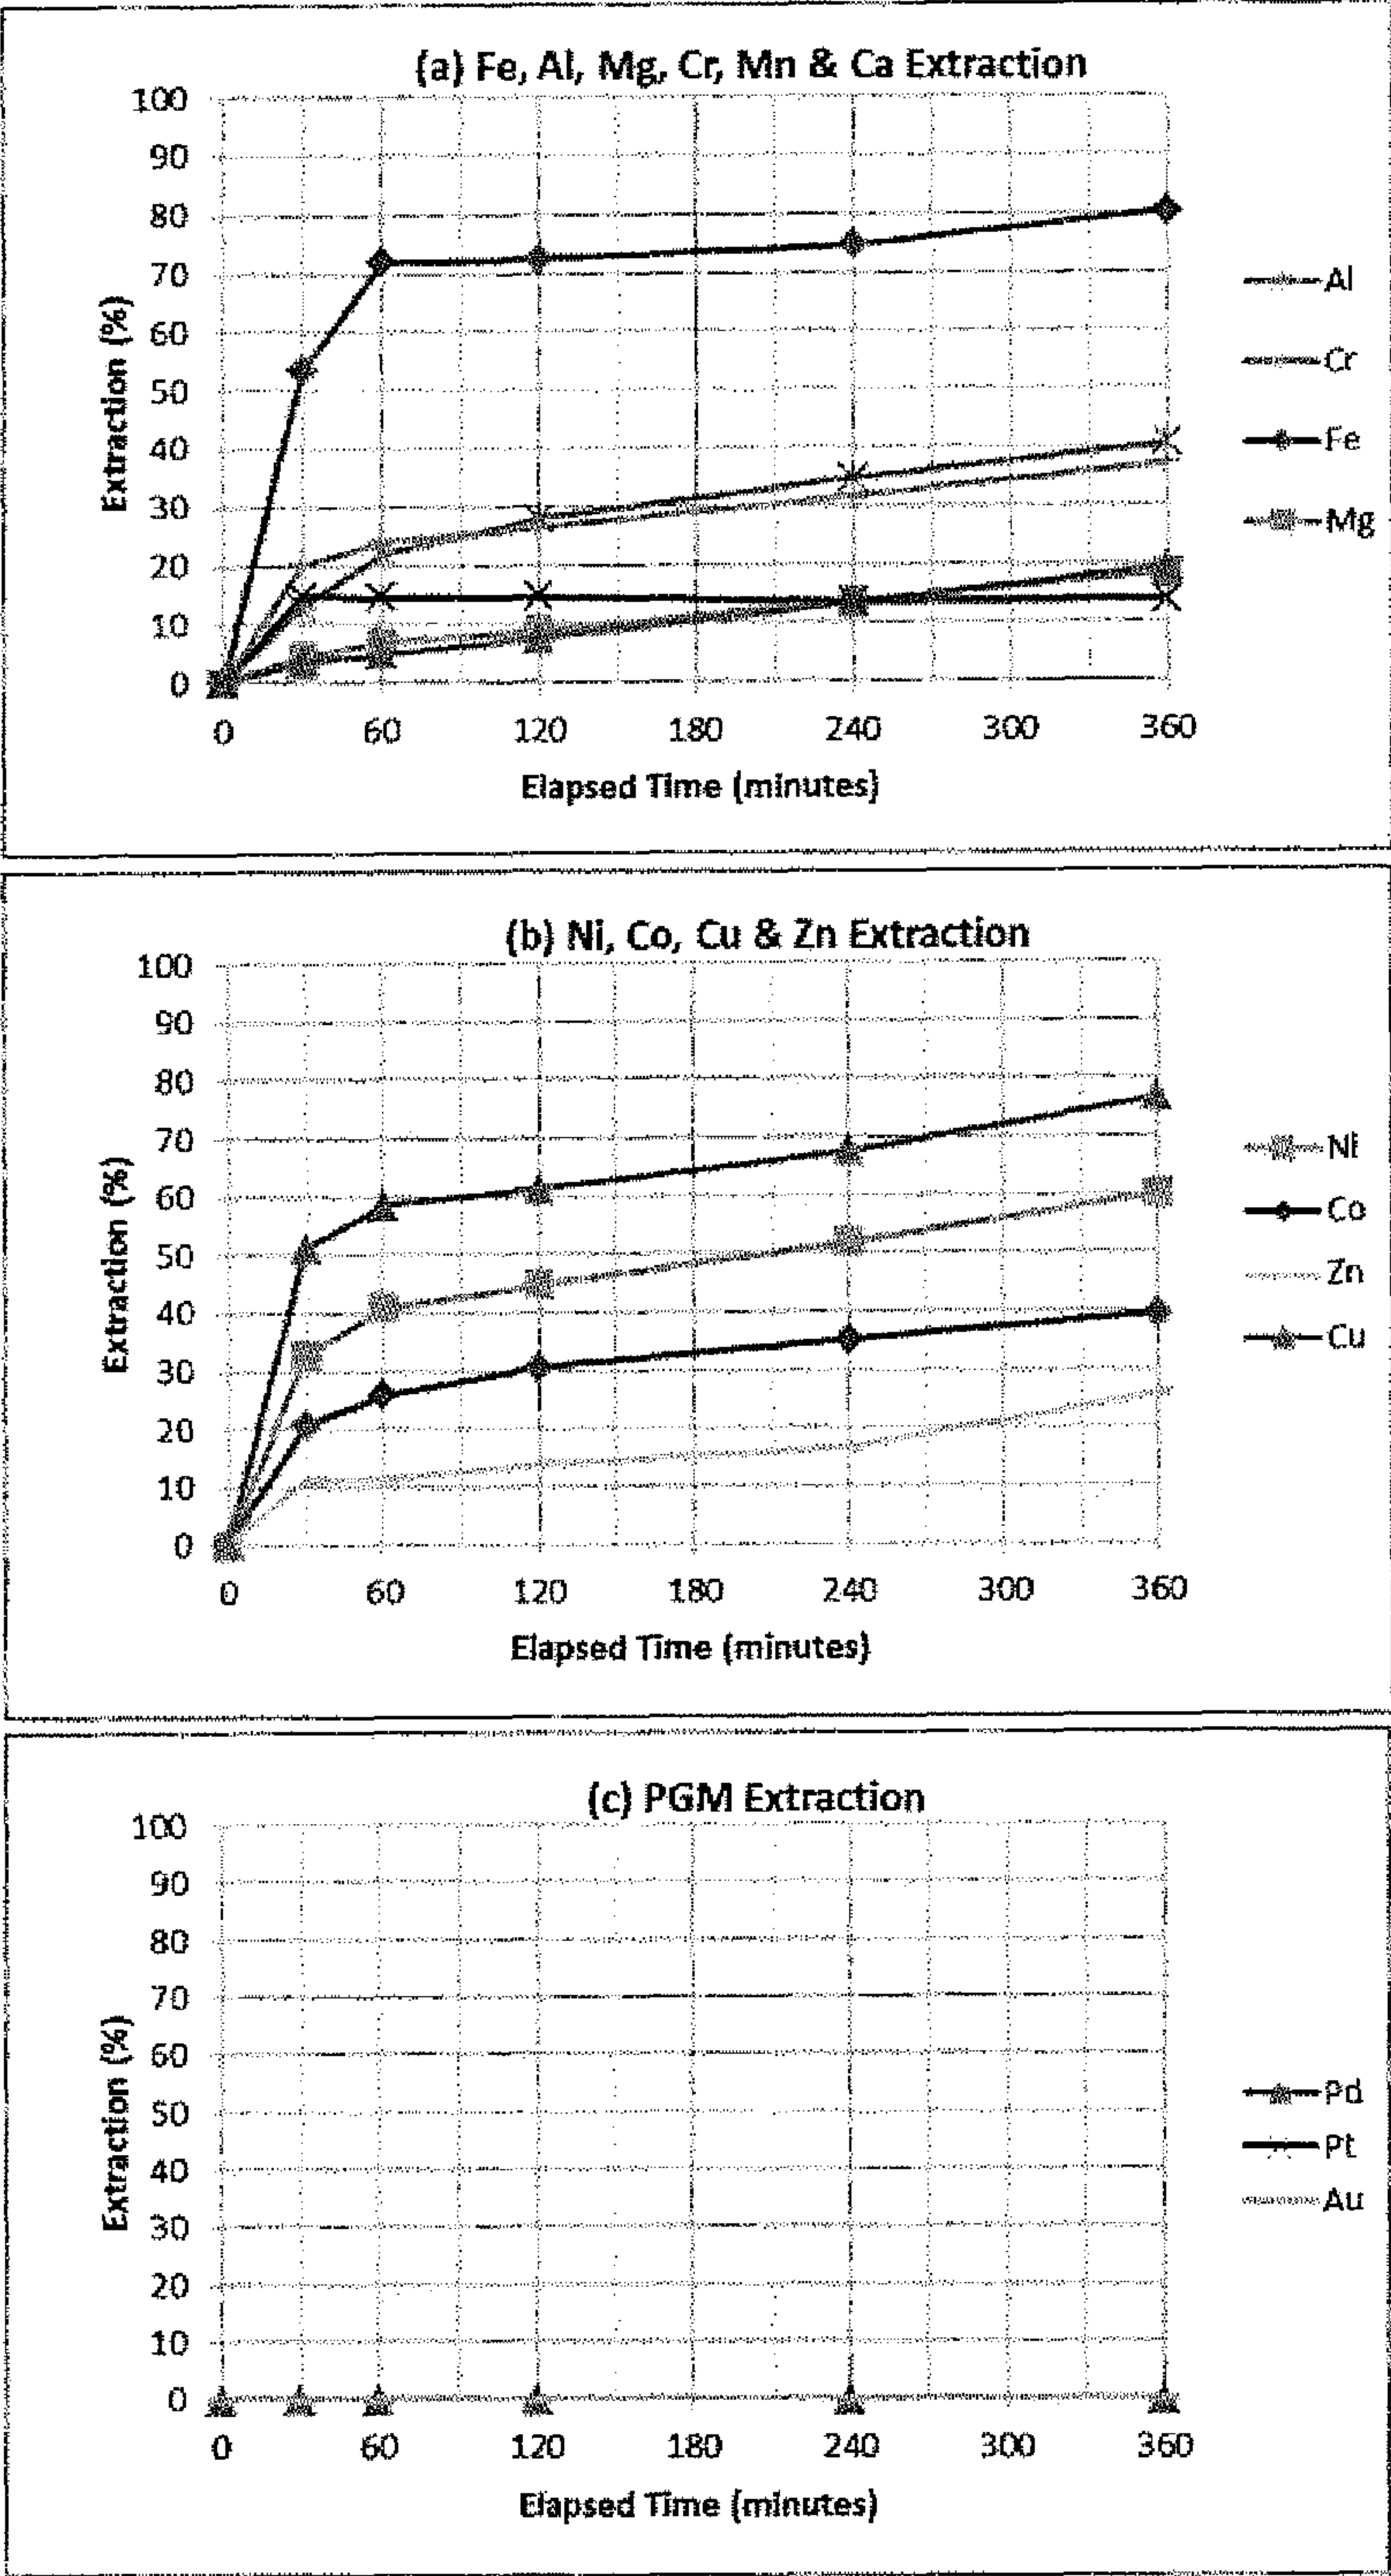 (a) Fe, Al, Mg, Cr, Mn & Ca Extraction
100
90
80
70
60
50
40
30
20
10
0
Extraction (%)
0 60 120 180 240 300 360
Elapsed Time (minutes)
Al
Cr
Fe
Mg
(b) Ni, Co, Cu & Zn Extraction
100
90
80
70
60
50
40
30
20
10
0
Extraction (%)
0 60 120 180 240 300 360
Elapsed Time (minutes)
Ni
Co
Zn
Cu
(c) PGM Extraction
100
90
80
70
60
50
40
30
20
10
0
Extraction (%)
0 60 120 180 240 300 360
Elapsed Time (minutes)
Pd
Pt
Au